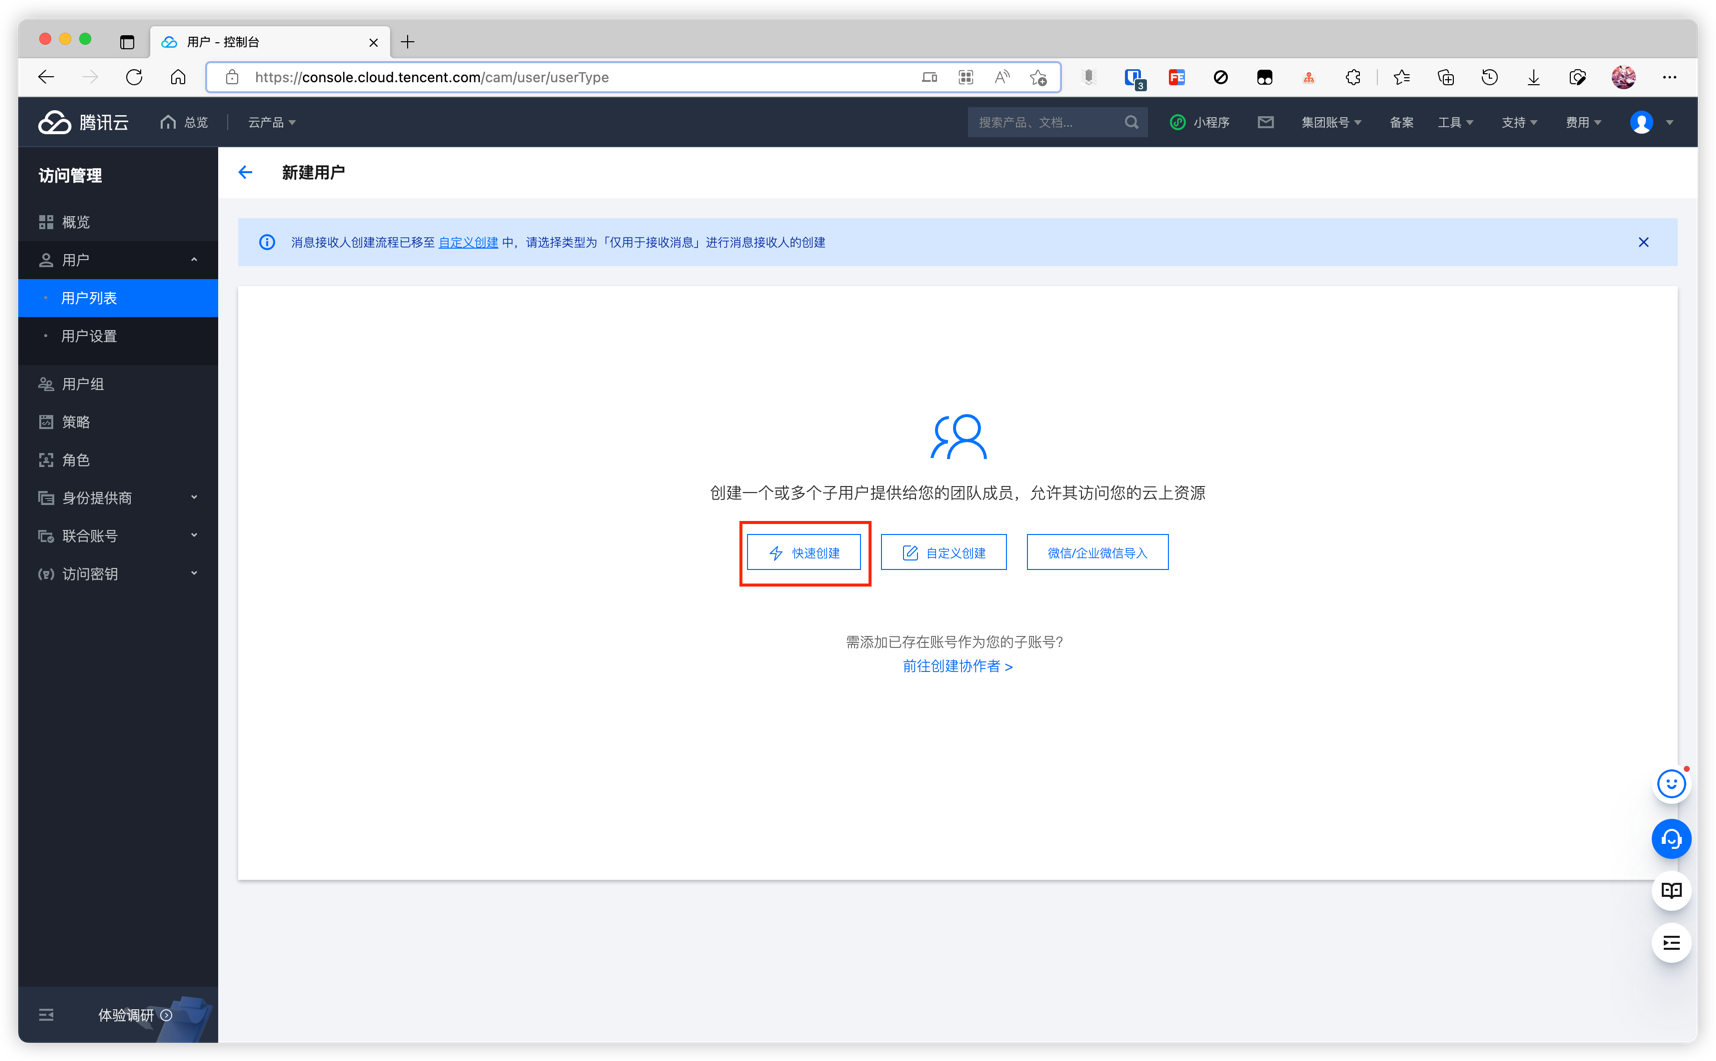 用户 - 控制台
https://console.cloud.tencent.com/cam/user/userType
3
腾讯云
总览
云产品
搜索产品、文档...
小程序
集团账号
备案
工具
支持
费用
访问管理
概览
用户
用户列表
用户设置
用户组
策略
角色
身份提供商
联合账号
访问密钥
体验调研
新建用户
消息接收人创建流程已移至 自定义创建 中，请选择类型为「仅用于接收消息」进行消息接收人的创建
创建一个或多个子用户提供给您的团队成员，允许其访问您的云上资源
快速创建
自定义创建
微信/企业微信导入
需添加已存在账号作为您的子账号？
前往创建协作者 >